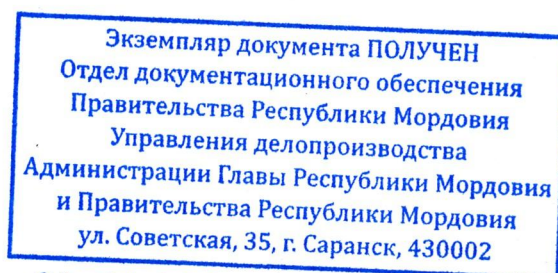 Экземпляр документа ПОЛУЧЕН
Отдел документационного обеспечения
Правительства Республики Мордовия
Управления делопроизводства
Администрации Главы Республики Мордовия
и Правительства Республики Мордовия
ул. Советская, 35, г. Саранск, 430002